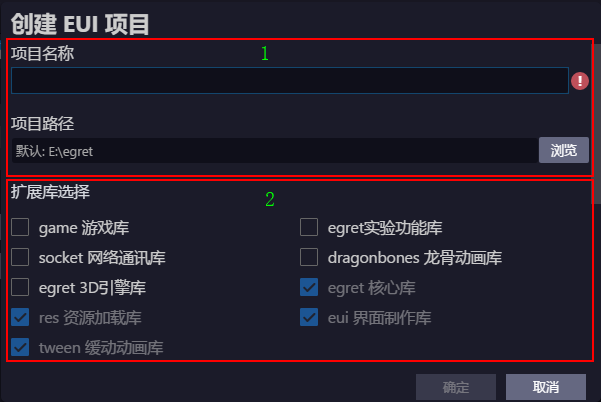 创建 EUI 项目
项目名称
1
!
项目路径
默认: E:\egret
浏览
扩展库选择
2
game 游戏库
egret实验功能库
socket 网络通讯库
dragonbones 龙骨动画库
egret 3D引擎库
egret 核心库
res 资源加载库
eui 界面制作库
tween 缓动动画库
确定
取消